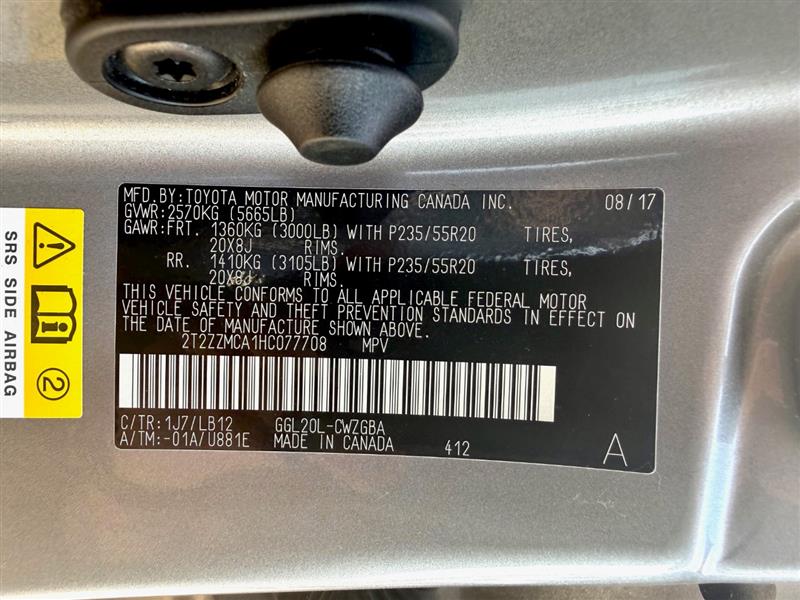 MFD.BY:TOYOTA MOTOR MANUFACTURING CANADA INC. 08/17
GVWR:2570KG (5665LB)
GAWR:FRT. 1360KG (3000LB) WITH P235/55R20 TIRES,
20X8J RIMS.
RR. 1410KG (3105LB) WITH P235/55R20 TIRES,
20X8J RIMS.
THIS VEHICLE CONFORMS TO ALL APPLICABLE FEDERAL MOTOR
VEHICLE SAFETY AND THEFT PREVENTION STANDARDS IN EFFECT ON
THE DATE OF MANUFACTURE SHOWN ABOVE.
2T2ZZMCA1HC077708 MPV
C/TR:1J7/LB12 GGL20L-CWZGBA
A/TM:-01A/U881E MADE IN CANADA 412 A
SRS SIDE AIRBAG
2